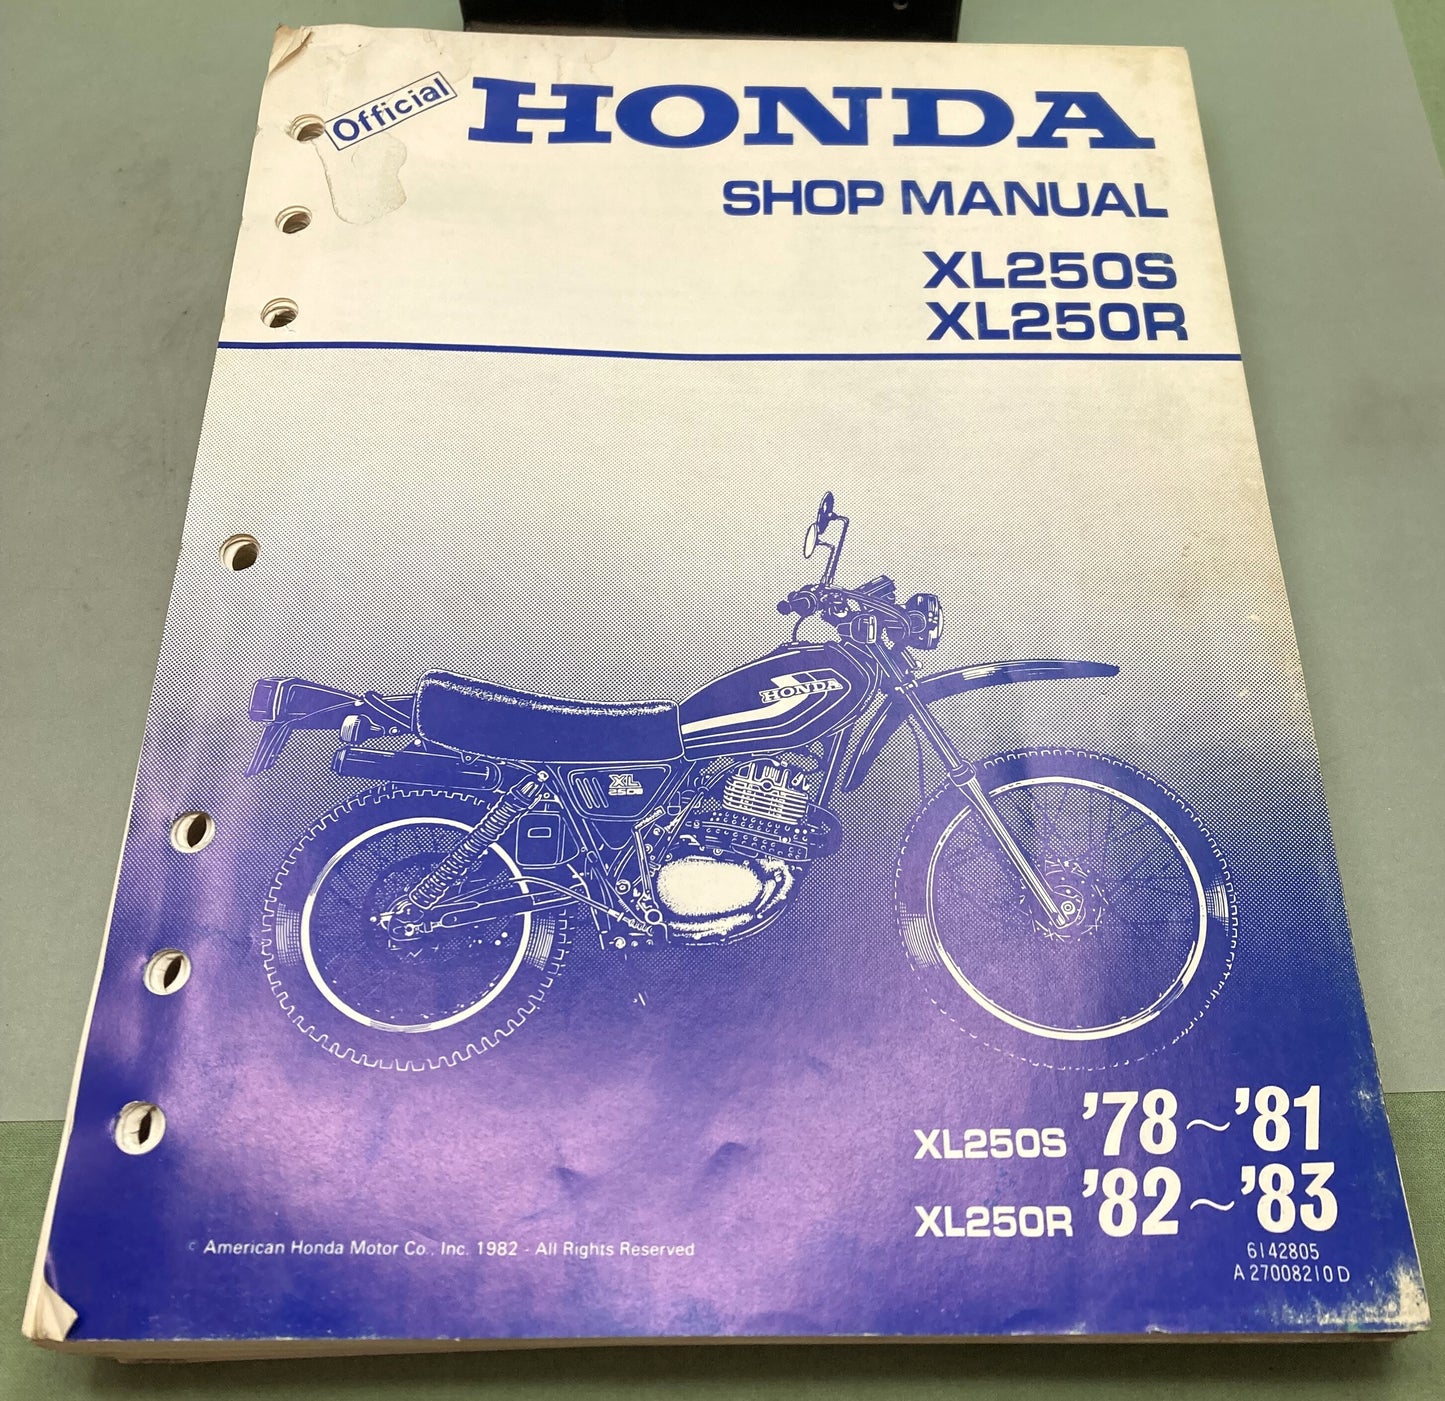 Official
HONDA
SHOP MANUAL
XL250S
XL250R
HONDA
XL
250S
XL250S '78~'81
XL250R '82~'83
© American Honda Motor Co., Inc. 1982 - All Rights Reserved
6142805
A27008210D